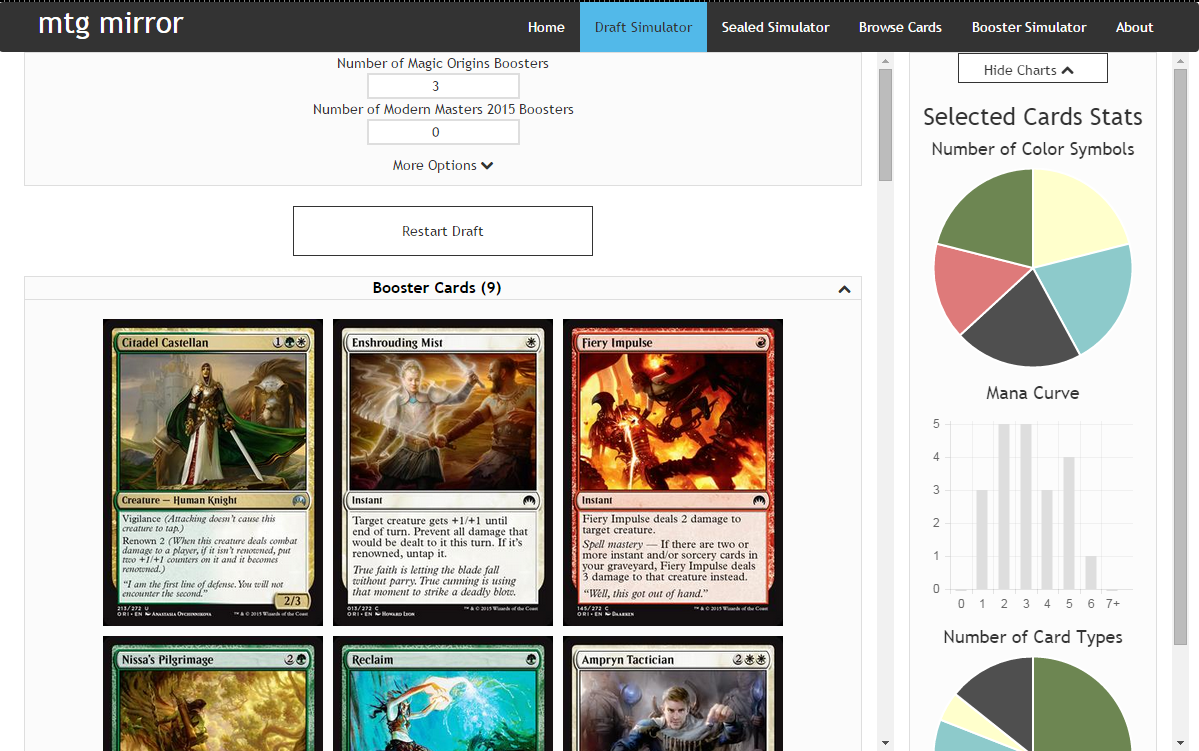 mtg mirror
Home Draft Simulator Sealed Simulator Browse Cards Booster Simulator About
Number of Magic Origins Boosters
3
Number of Modern Masters 2015 Boosters
0
More Options
Restart Draft
Booster Cards (9)
Citadel Castellan 1
Creature — Human Knight
Vigilance (Attacking doesn't cause this
creature to tap.)
Renown 2 (When this creature deals combat
damage to a player, if it isn't renowned, put
two +1/+1 counters on it and it becomes
renowned.)
"I am the first line of defense. You will not
encounter the second."
2/3
213/272 U
ORI • EN Anastasia Ovchinnikova
™ & © 2015 Wizards of the Coast
Enshrouding Mist
Instant
Target creature gets +1/+1 until
end of turn. Prevent all damage that
would be dealt to it this turn. If it's
renowned, untap it.
True faith is letting the blade fall
without parry. True cunning is using
that moment to strike a deadly blow.
013/272 C
ORI • EN Howard Lyon
™ & © 2015 Wizards of the Coast
Fiery Impulse
Instant
Fiery Impulse deals 2 damage to
target creature.
Spell mastery — If there are two or
more instant and/or sorcery cards in
your graveyard, Fiery Impulse deals
3 damage to that creature instead.
"Well, this got out of hand."
145/272 C
ORI • EN Daarken
™ & © 2015 Wizards of the Coast
Nissa's Pilgrimage 2
Reclaim
Ampryn Tactician 2
Hide Charts
Selected Cards Stats
Number of Color Symbols
Mana Curve
5
4
3
2
1
0
0 1 2 3 4 5 6 7+
Number of Card Types